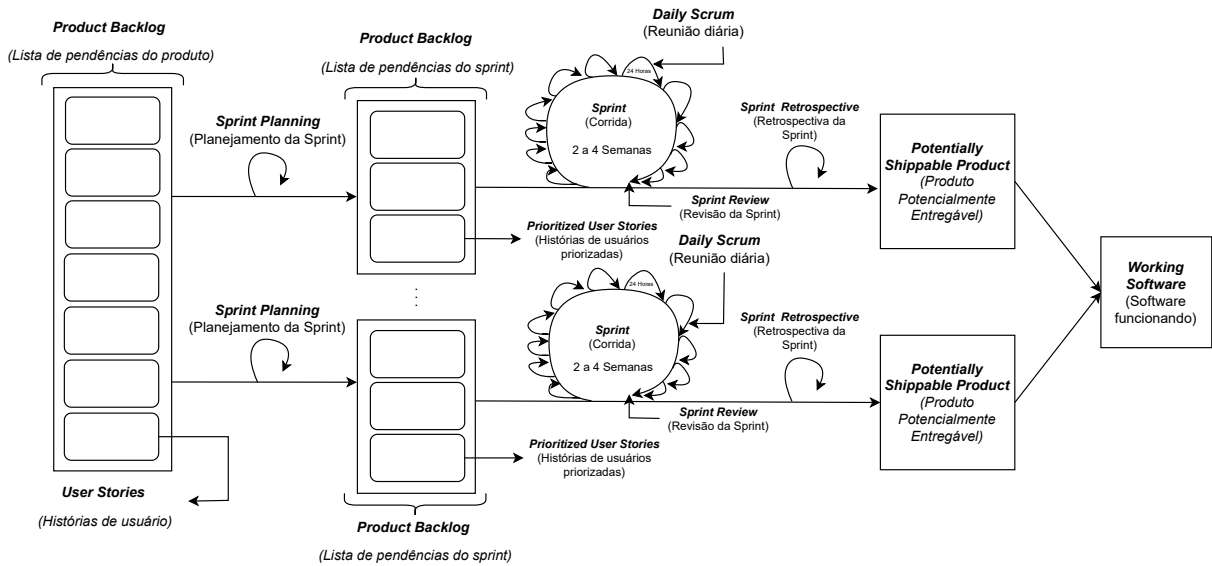 Product Backlog
(Lista de pendências do produto)
Sprint Planning
(Planejamento da Sprint)
Product Backlog
(Lista de pendências do sprint)
Daily Scrum
(Reunião diária)
24 Horas
Sprint
(Corrida)
2 a 4 Semanas
Sprint Review
(Revisão da Sprint)
Prioritized User Stories
(Histórias de usuários
priorizadas)
Sprint Retrospective
(Retrospectiva da
Sprint)
Potentially
Shippable Product
(Produto
Potencialmente
Entregável)
. . . .
Sprint Planning
(Planejamento da Sprint)
Daily Scrum
(Reunião diária)
24 Horas
Sprint
(Corrida)
2 a 4 Semanas
Sprint Review
(Revisão da Sprint)
Prioritized User Stories
(Histórias de usuários
priorizadas)
Sprint Retrospective
(Retrospectiva da
Sprint)
Potentially
Shippable Product
(Produto
Potencialmente
Entregável)
Working
Software
(Software
funcionando)
User Stories
(Histórias de usuário)
Product Backlog
(Lista de pendências do sprint)